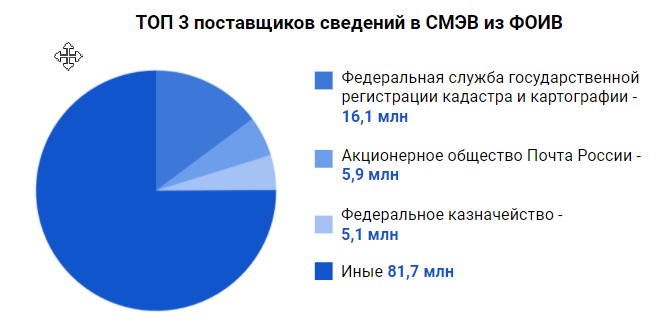 ТОП 3 поставщиков сведений в СМЭВ из ФОИВ
Федеральная служба государственной
регистрации кадастра и картографии -
16,1 млн
Акционерное общество Почта России -
5,9 млн
Федеральное казначейство -
5,1 млн
Иные 81,7 млн